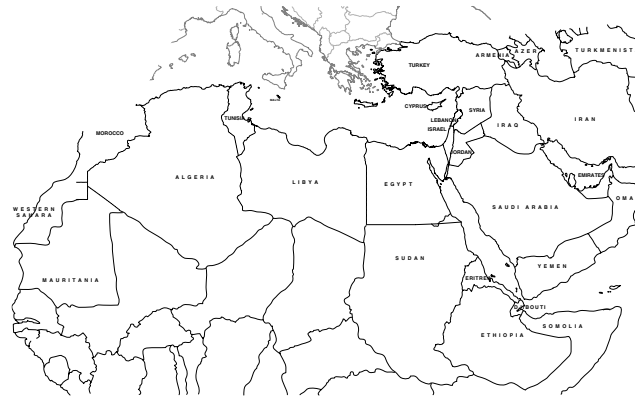 TURKEY
ARMENIA
AZER.
TURKMENIST
CYPRUS
SYRIA
LEBANON
ISRAEL
IRAQ
IRAN
JORDAN
TUNISIA
MOROCCO
ALGERIA
LIBYA
EGYPT
EMIRATES
OMA
SAUDI ARABIA
WESTERN
SAHARA
MAURITANIA
SUDAN
ERITREA
YEMEN
DJIBOUTI
SOMOLIA
ETHIOPIA